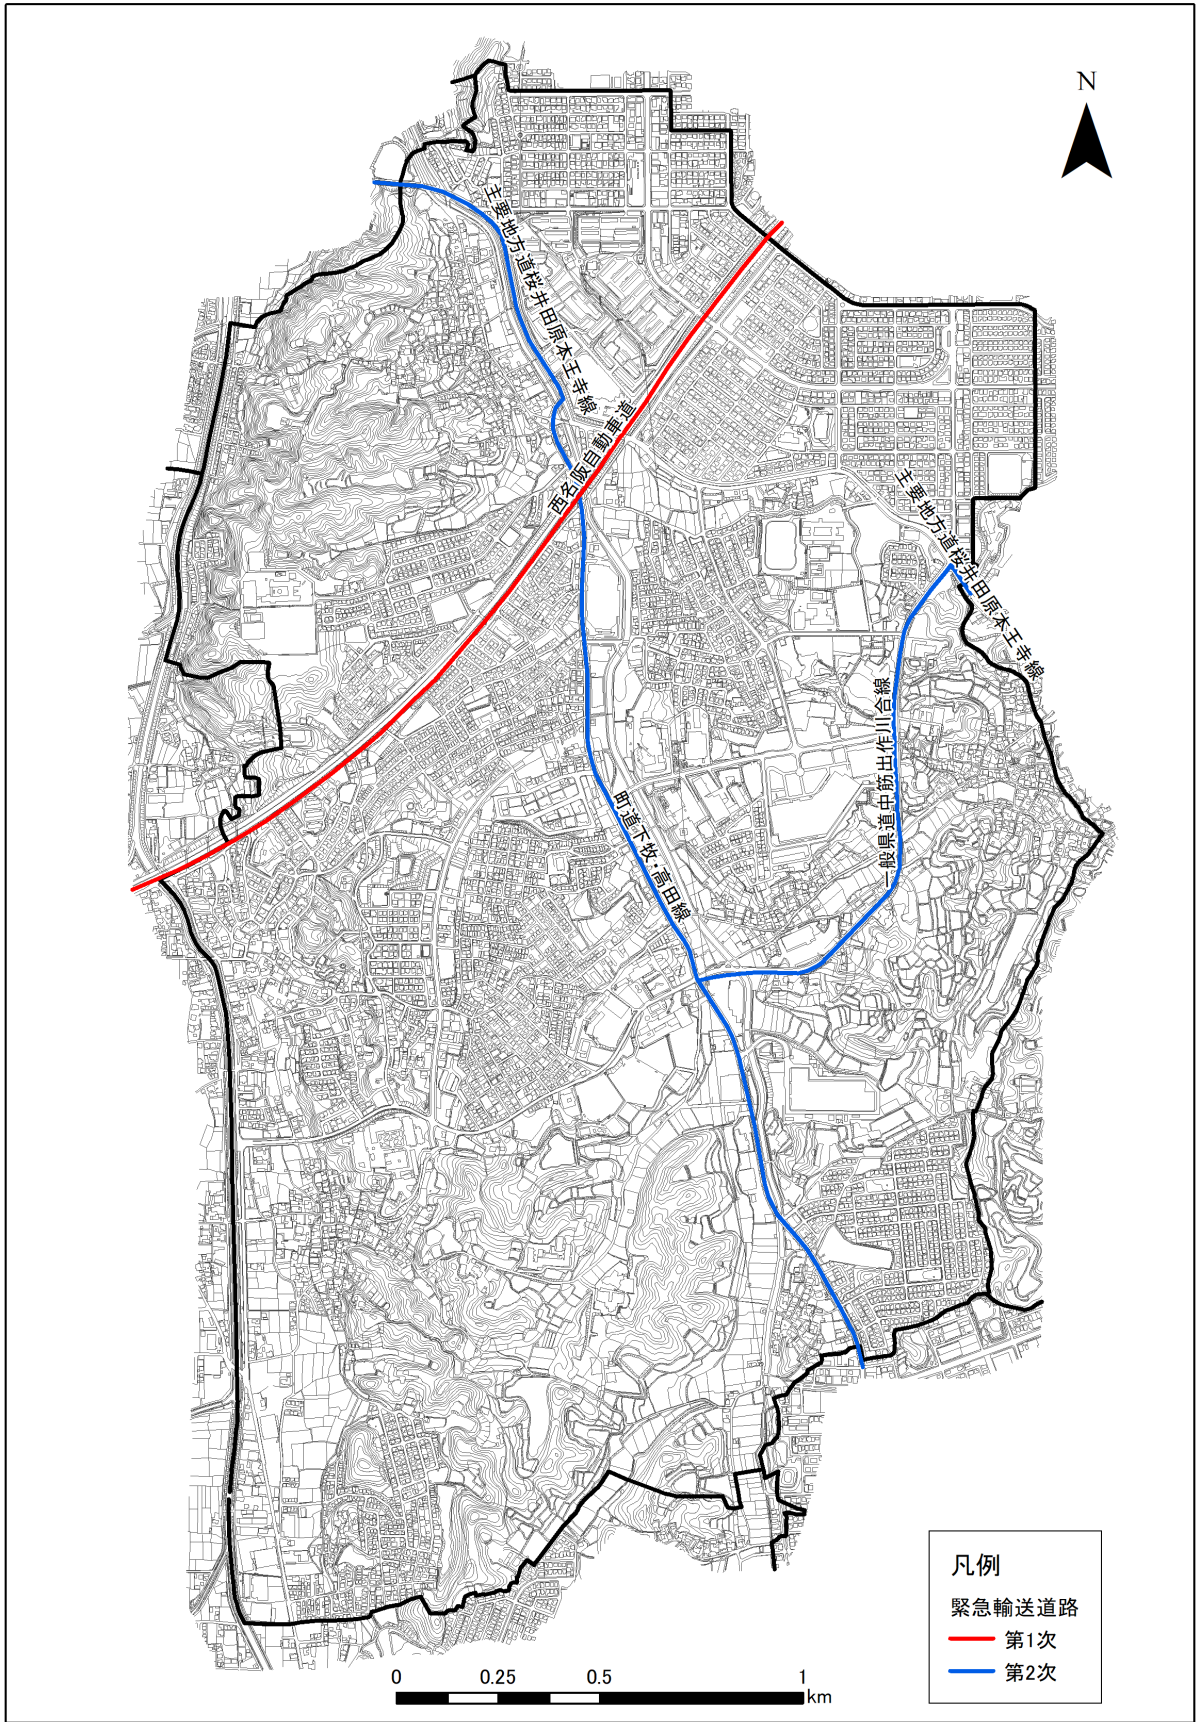 N
主要地方道桜井田原本王寺線
西名阪自動車道
主要地方道桜井田原本王寺線
一般県道中筋出作川合線
町道下牧・高田線
凡例
緊急輸送道路
第1次
第2次
0 0.25 0.5 1
km